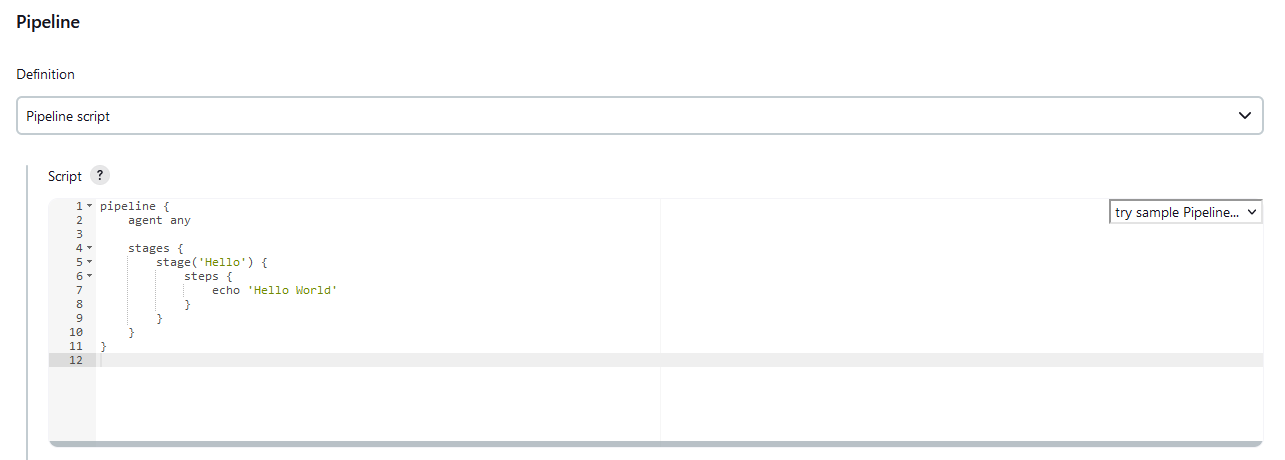 Pipeline
Definition
Pipeline script
Script ?
try sample Pipeline...
1 pipeline {
2     agent any
3
4     stages {
5         stage('Hello') {
6             steps {
7                 echo 'Hello World'
8             }
9         }
10     }
11 }
12